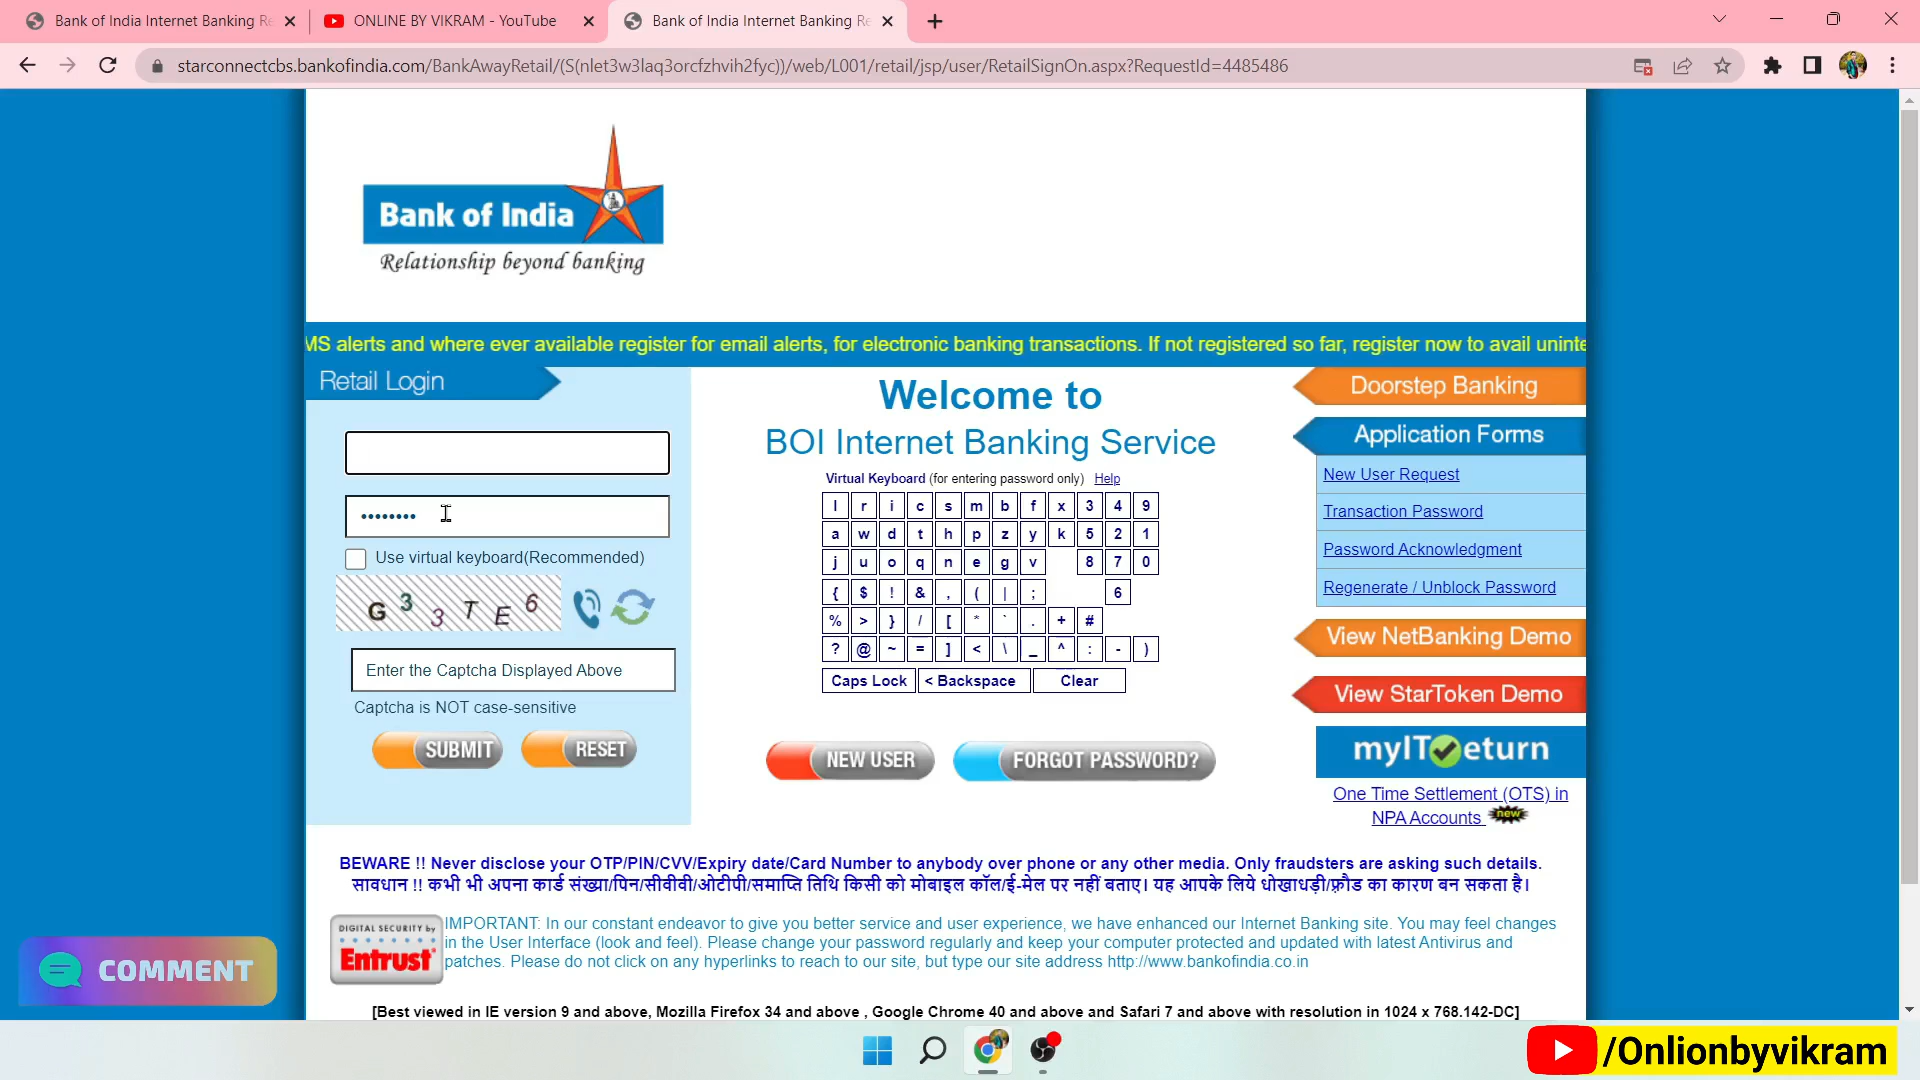 Bank of India Internet Banking Re
ONLINE BY VIKRAM - YouTube
Bank of India Internet Banking Re
starconnectcbs.bankofindia.com/BankAwayRetail/(S(nlet3w3laq3orcfzhvih2fyc))/web/L001/retail/jsp/user/RetailSignOn.aspx?RequestId=4485486
Bank of India
Relationship beyond banking
MS alerts and where ever available register for email alerts, for electronic banking transactions. If not registered so far, register now to avail uninte
Retail Login
••••••••
Use virtual keyboard(Recommended)
G 3 3 T E 6
Enter the Captcha Displayed Above
Captcha is NOT case-sensitive
SUBMIT RESET
Welcome to
BOI Internet Banking Service
Virtual Keyboard (for entering password only) Help
l r i c s m b f x 3 4 9
a w d t h p z y k 5 2 1
j u o q n e g v 8 7 0
{ $ ! & , ( | ; 6
% > } / [ * ` . + #
? @ ~ = ] < \ _ ^ : - )
Caps Lock < Backspace Clear
NEW USER FORGOT PASSWORD?
Doorstep Banking
Application Forms
New User Request
Transaction Password
Password Acknowledgment
Regenerate / Unblock Password
View NetBanking Demo
View StarToken Demo
myITeturn
One Time Settlement (OTS) in
NPA Accounts new
BEWARE !! Never disclose your OTP/PIN/CVV/Expiry date/Card Number to anybody over phone or any other media. Only fraudsters are asking such details.
सावधान !! कभी भी अपना कार्ड संख्या/पिन/सीवीवी/ओटीपी/समाप्ति तिथि किसी को मोबाइल कॉल/ई-मेल पर नहीं बताए। यह आपके लिये धोखाधड़ी/फ़्रौड का कारण बन सकता है।
DIGITAL SECURITY by
Entrust
IMPORTANT: In our constant endeavor to give you better service and user experience, we have enhanced our Internet Banking site. You may feel changes
in the User Interface (look and feel). Please change your password regularly and keep your computer protected and updated with latest Antivirus and
patches. Please do not click on any hyperlinks to reach to our site, but type our site address http://www.bankofindia.co.in
[Best viewed in IE version 9 and above, Mozilla Firefox 34 and above , Google Chrome 40 and above and Safari 7 and above with resolution in 1024 x 768.142-DC]
COMMENT
/Onlionbyvikram